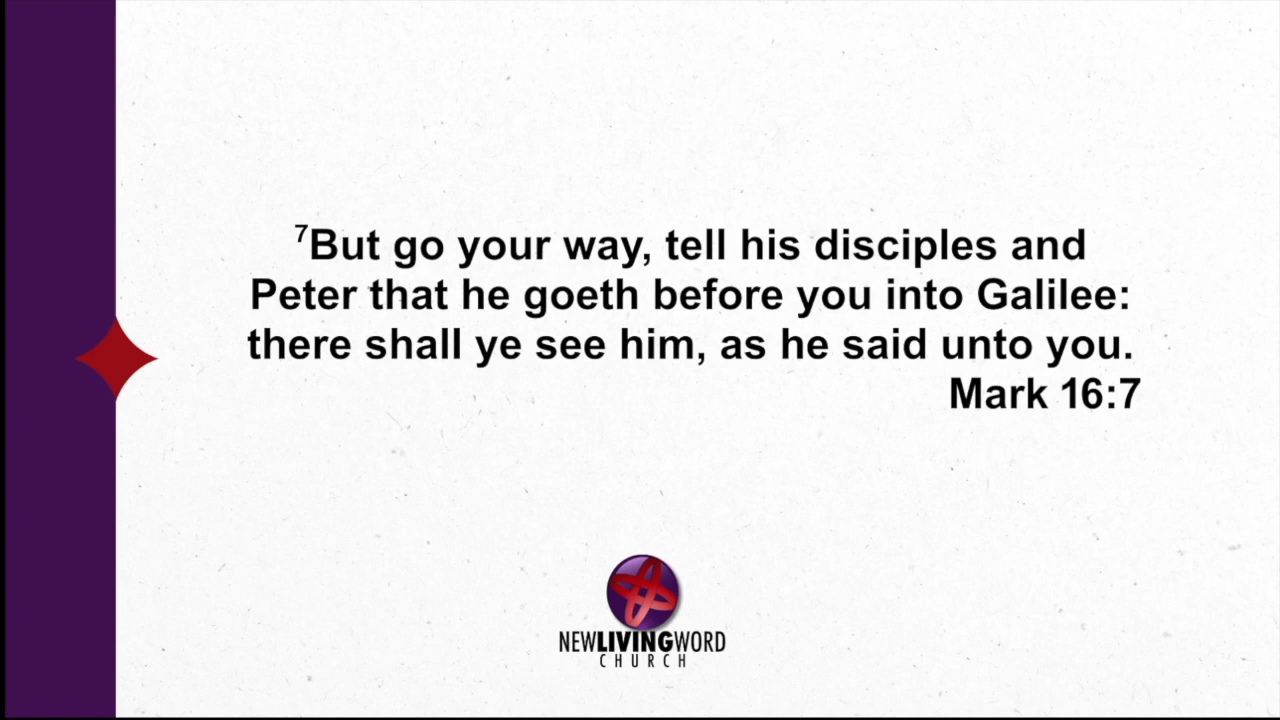 ⁷But go your way, tell his disciples and
Peter that he goeth before you into Galilee:
there shall ye see him, as he said unto you.
Mark 16:7
NEWLIVINGWORD
CHURCH